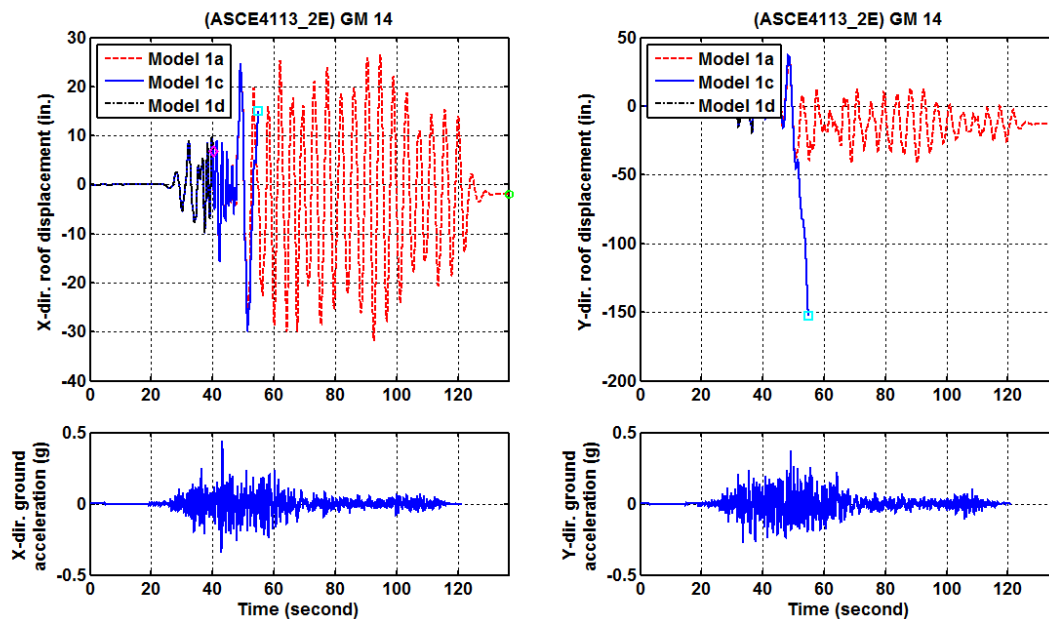 (ASCE4113_2E) GM 14
X-dir. roof displacement (in.)
30
20
10
0
-10
-20
-30
-40
Model 1a
Model 1c
Model 1d
0 20 40 60 80 100 120
(ASCE4113_2E) GM 14
Y-dir. roof displacement (in.)
50
0
-50
-100
-150
-200
Model 1a
Model 1c
Model 1d
0 20 40 60 80 100 120
X-dir. ground
acceleration (g)
0.5
0
-0.5
0 20 40 60 80 100 120
Time (second)
Y-dir. ground
acceleration (g)
0.5
0
-0.5
0 20 40 60 80 100 120
Time (second)